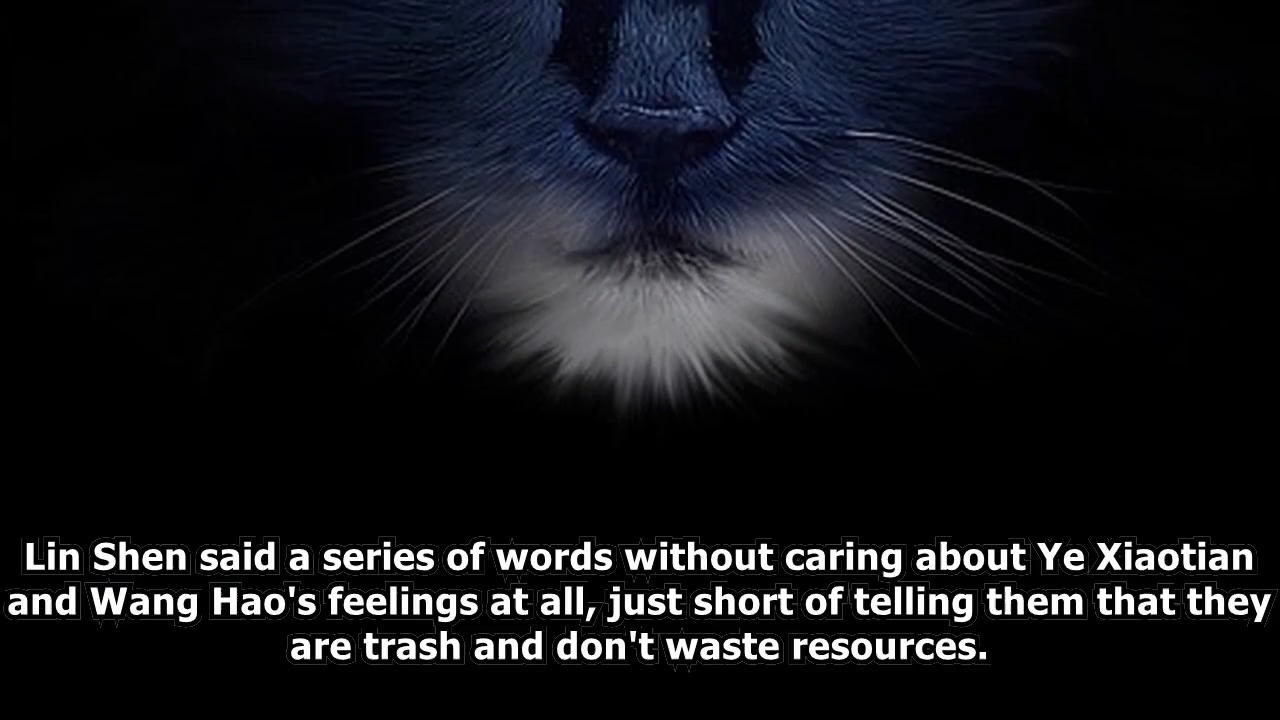 Lin Shen said a series of words without caring about Ye Xiaotian
and Wang Hao's feelings at all, just short of telling them that they
are trash and don't waste resources.